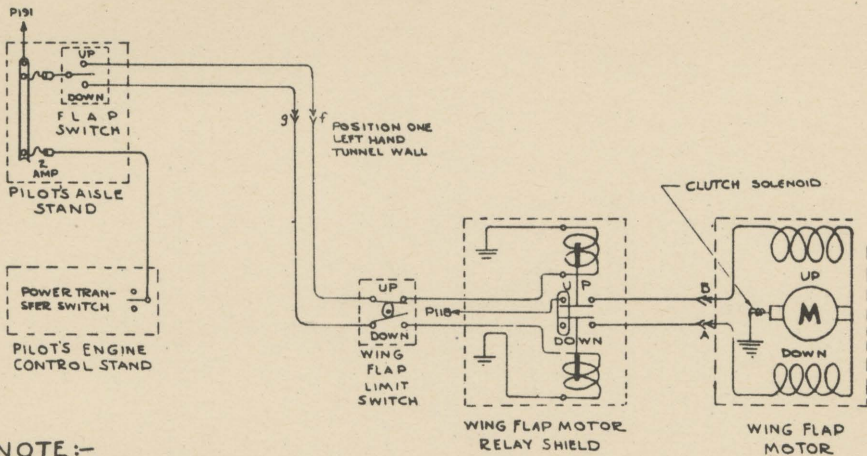 P191
UP
DOWN
FLAP
SWITCH
2
AMP
PILOT'S AISLE
STAND
g
f
POSITION ONE
LEFT HAND
TUNNEL WALL
POWER TRAN-
SFER SWITCH
PILOT'S ENGINE
CONTROL STAND
UP
DOWN
WING
FLAP
LIMIT
SWITCH
P118
UP
DOWN
WING FLAP MOTOR
RELAY SHIELD
CLUTCH SOLENOID
B
A
UP
M
DOWN
WING FLAP
MOTOR
NOTE:-